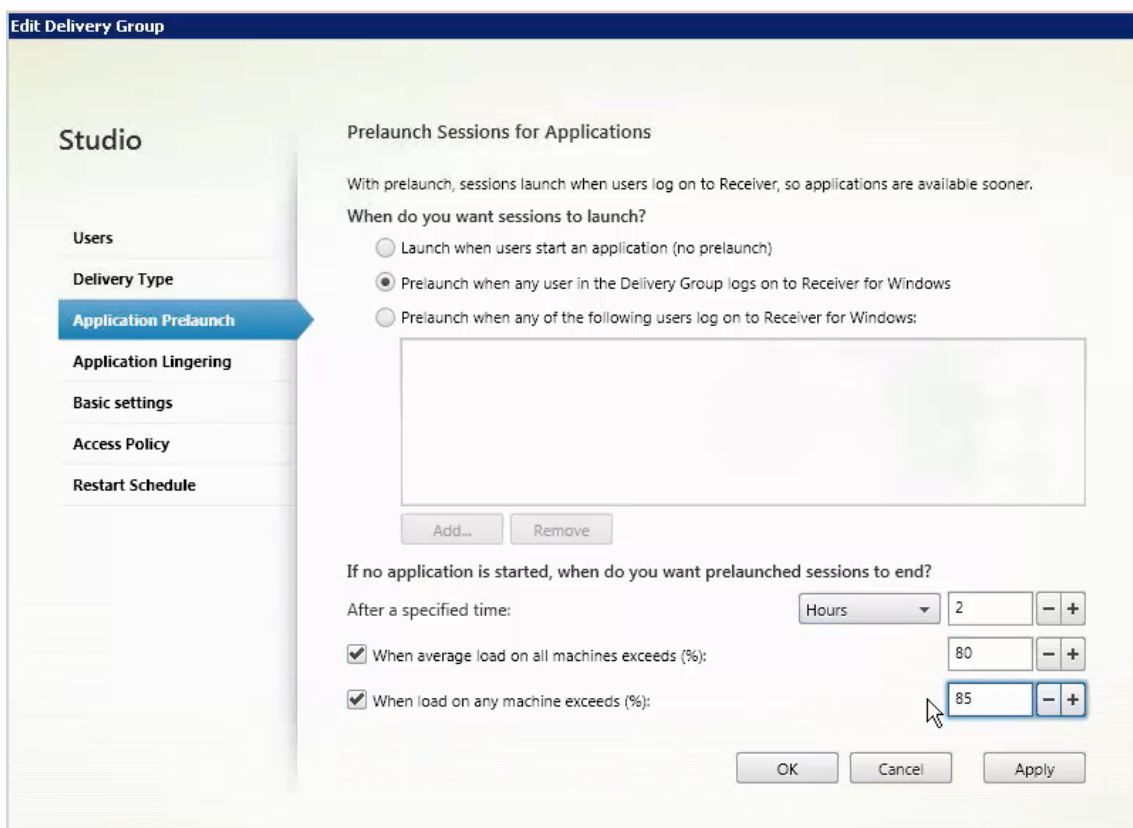 Edit Delivery Group
Studio
Users
Delivery Type
Application Prelaunch
Application Lingering
Basic settings
Access Policy
Restart Schedule
Prelaunch Sessions for Applications
With prelaunch, sessions launch when users log on to Receiver, so applications are available sooner.
When do you want sessions to launch?
Launch when users start an application (no prelaunch)
Prelaunch when any user in the Delivery Group logs on to Receiver for Windows
Prelaunch when any of the following users log on to Receiver for Windows:
Add... Remove
If no application is started, when do you want prelaunched sessions to end?
After a specified time: Hours 2 − +
When average load on all machines exceeds (%): 80 − +
When load on any machine exceeds (%): 85 − +
OK Cancel Apply